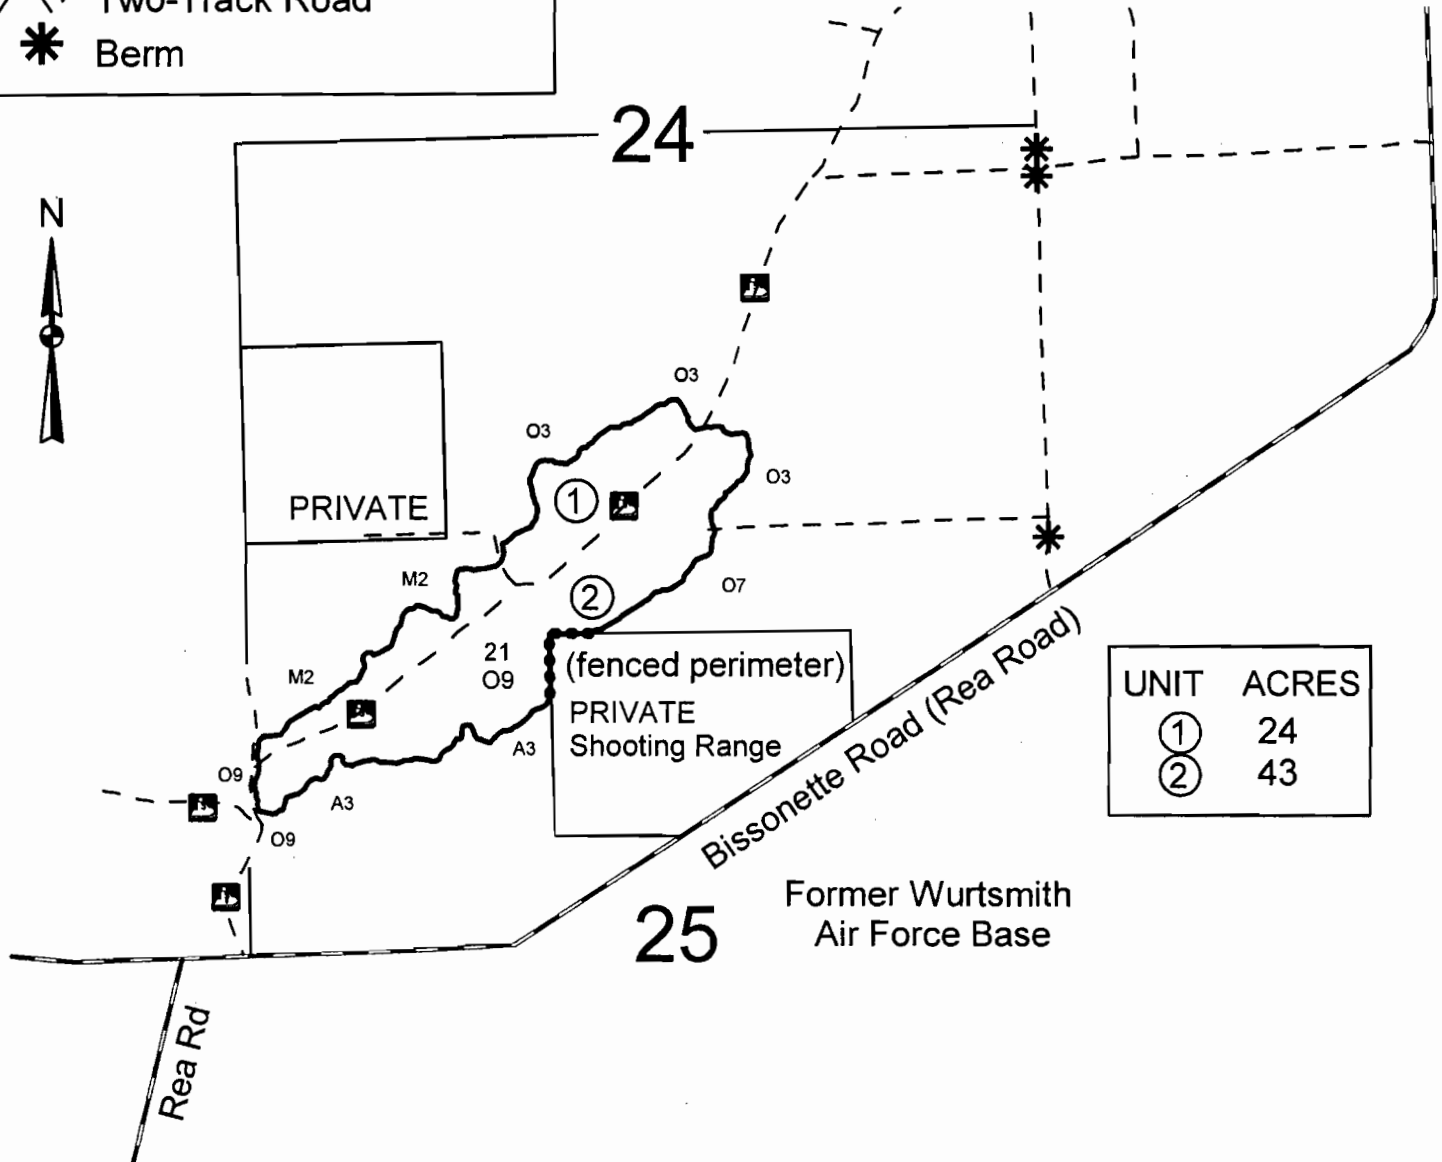 Two-Track Road
Berm
24
N
O3
O3
O3
1
PRIVATE
M2
2
O7
21
O9
(fenced perimeter)
M2
PRIVATE
Shooting Range
A3
O9
A3
O9
Bissonette Road (Rea Road)
UNIT ACRES
1 24
2 43
Former Wurtsmith
Air Force Base
25
Rea Rd